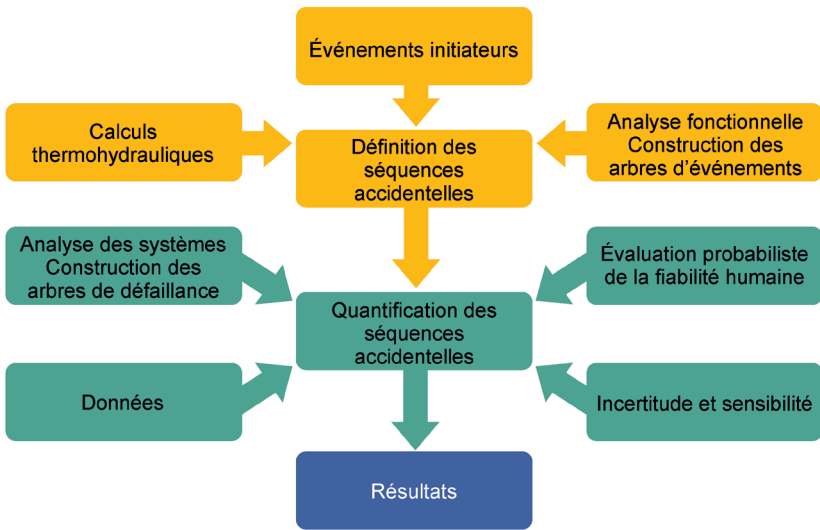 Événements initiateurs
Calculs
thermohydrauliques
Définition des
séquences
accidentelles
Analyse fonctionnelle
Construction des
arbres d’événements
Analyse des systèmes
Construction des
arbres de défaillance
Évaluation probabiliste
de la fiabilité humaine
Quantification des
séquences
accidentelles
Données
Incertitude et sensibilité
Résultats